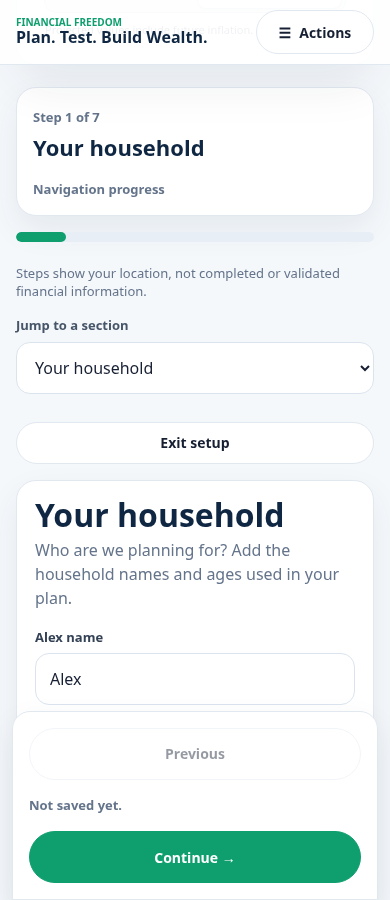 FINANCIAL FREEDOM
Plan. Test. Build Wealth.
☰ Actions
Step 1 of 7
Your household
Navigation progress
Steps show your location, not completed or validated
financial information.
Jump to a section
Your household
Exit setup
Your household
Who are we planning for? Add the
household names and ages used in your
plan.
Alex name
Alex
Previous
Not saved yet.
Continue →